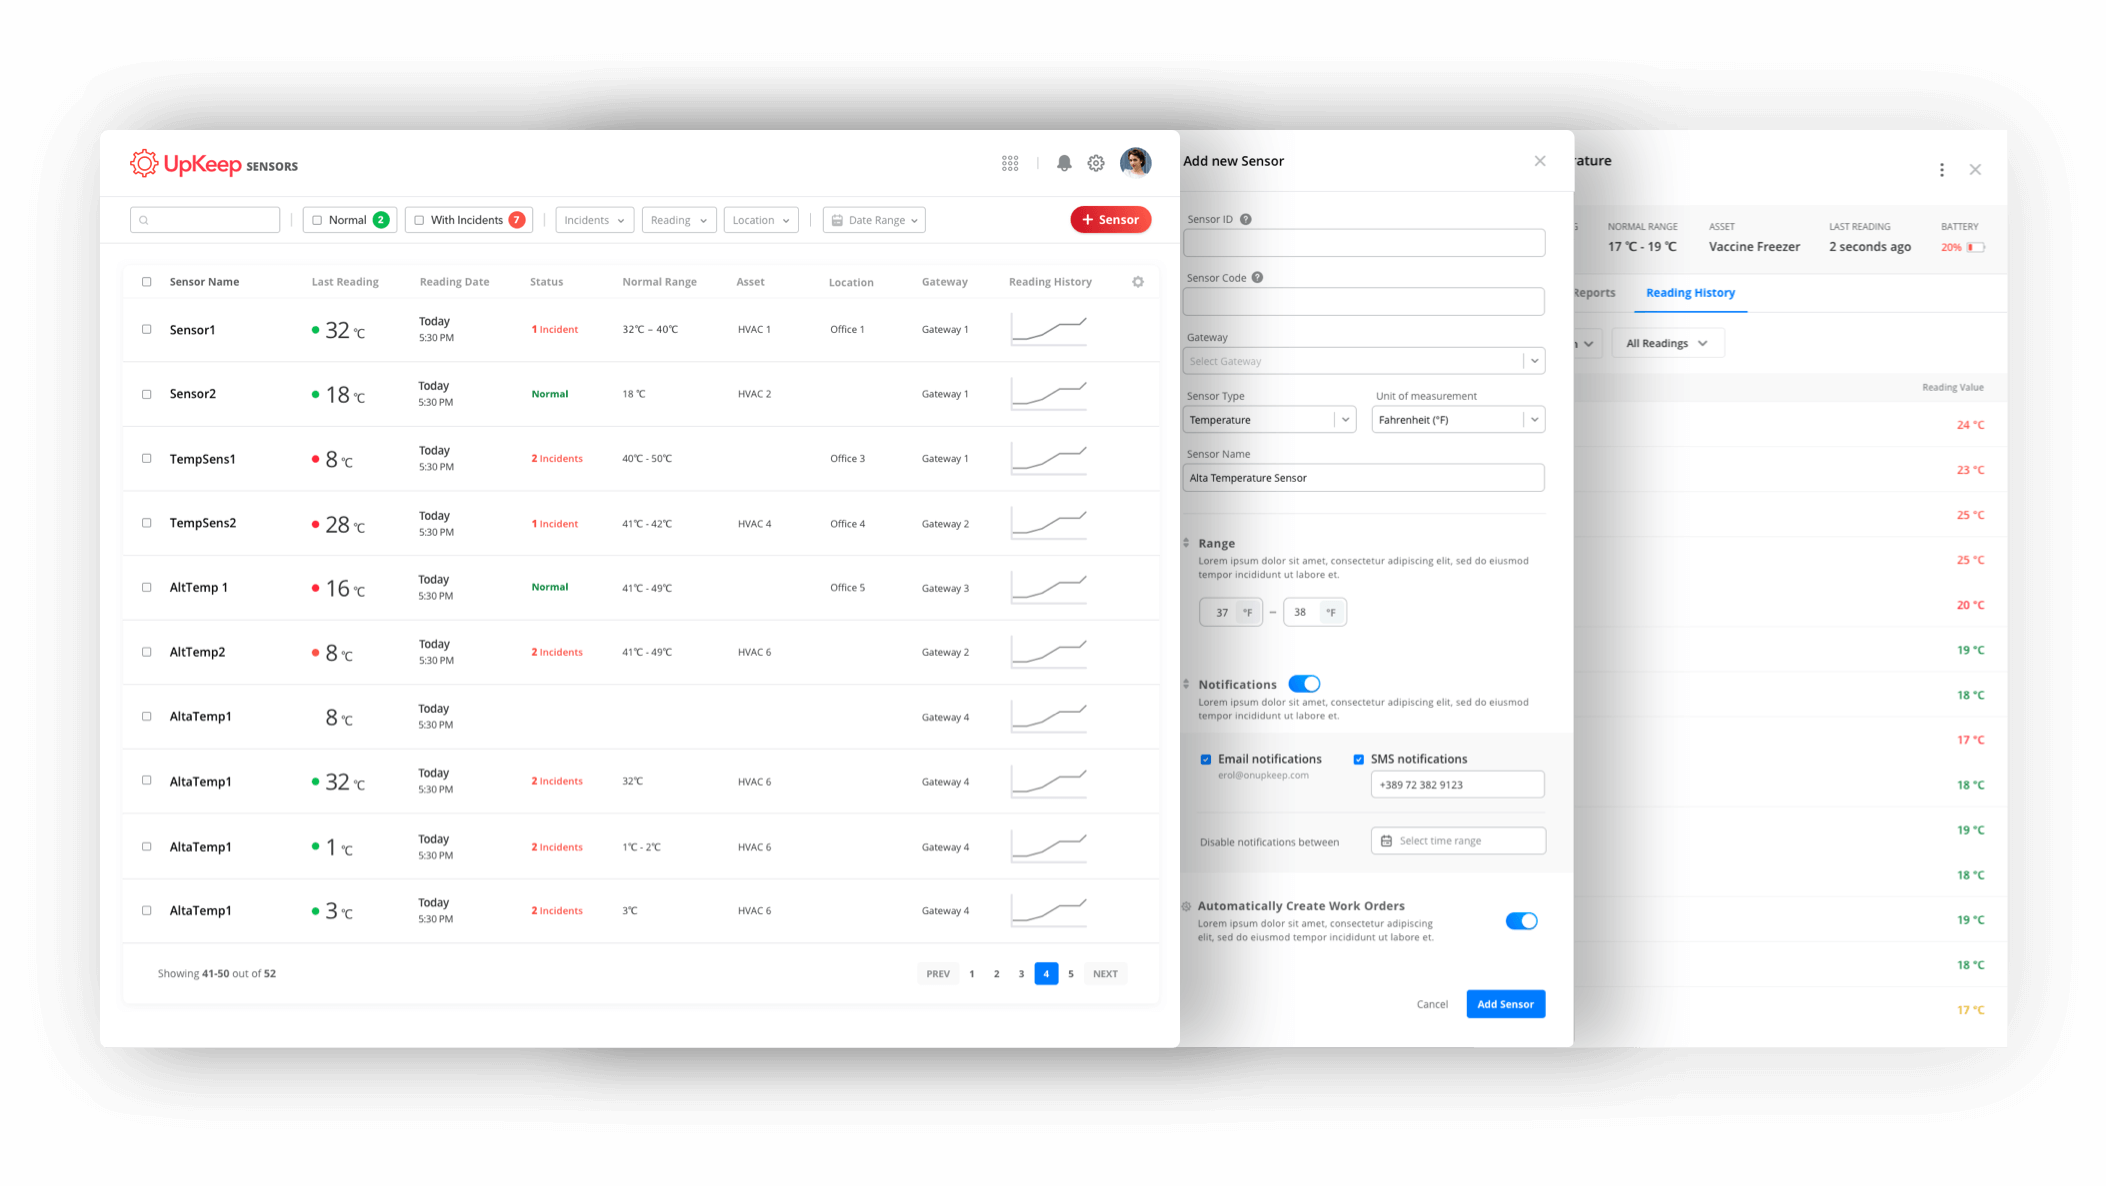 UpKeep SENSORS
Normal 2
With Incidents 7
Incidents
Reading
Location
Date Range
+ Sensor
Sensor Name Last Reading Reading Date Status Normal Range Asset Location Gateway Reading History
Sensor1 32 °C Today 5:30 PM 1 Incident 32°C – 40°C HVAC 1 Office 1 Gateway 1
Sensor2 18 °C Today 5:30 PM Normal 18 °C HVAC 2 Gateway 1
TempSens1 8 °C Today 5:30 PM 2 Incidents 40°C - 50°C Office 3 Gateway 1
TempSens2 28 °C Today 5:30 PM 1 Incident 41°C - 42°C HVAC 4 Office 4 Gateway 2
AltTemp 1 16 °C Today 5:30 PM Normal 41°C - 49°C Office 5 Gateway 3
AltTemp2 8 °C Today 5:30 PM 2 Incidents 41°C - 49°C HVAC 6 Gateway 2
AltaTemp1 8 °C Today 5:30 PM Gateway 4
AltaTemp1 32 °C Today 5:30 PM 2 Incidents 32°C HVAC 6 Gateway 4
AltaTemp1 1 °C Today 5:30 PM 2 Incidents 1°C - 2°C HVAC 6 Gateway 4
AltaTemp1 3 °C Today 5:30 PM 2 Incidents 3°C HVAC 6 Gateway 4
Showing 41-50 out of 52
PREV 1 2 3 4 5 NEXT
Add new Sensor
Sensor ID ?
Sensor Code ?
Gateway
Select Gateway
Sensor Type Unit of measurement
Temperature Fahrenheit (°F)
Sensor Name
Alta Temperature Sensor
Range
Lorem ipsum dolor sit amet, consectetur adipiscing elit, sed do eiusmod
tempor incididunt ut labore et.
37 °F – 38 °F
Notifications
Lorem ipsum dolor sit amet, consectetur adipiscing elit, sed do eiusmod
tempor incididunt ut labore et.
Email notifications
erol@onupkeep.com
SMS notifications
+389 72 382 9123
Disable notifications between Select time range
Automatically Create Work Orders
Lorem ipsum dolor sit amet, consectetur adipiscing
elit, sed do eiusmod tempor incididunt ut labore et.
Cancel Add Sensor
ature
NORMAL RANGE ASSET LAST READING BATTERY
17 °C - 19 °C Vaccine Freezer 2 seconds ago 20%
Reports Reading History
All Readings
Reading Value
24 °C
23 °C
25 °C
25 °C
20 °C
19 °C
18 °C
17 °C
18 °C
19 °C
18 °C
19 °C
18 °C
17 °C